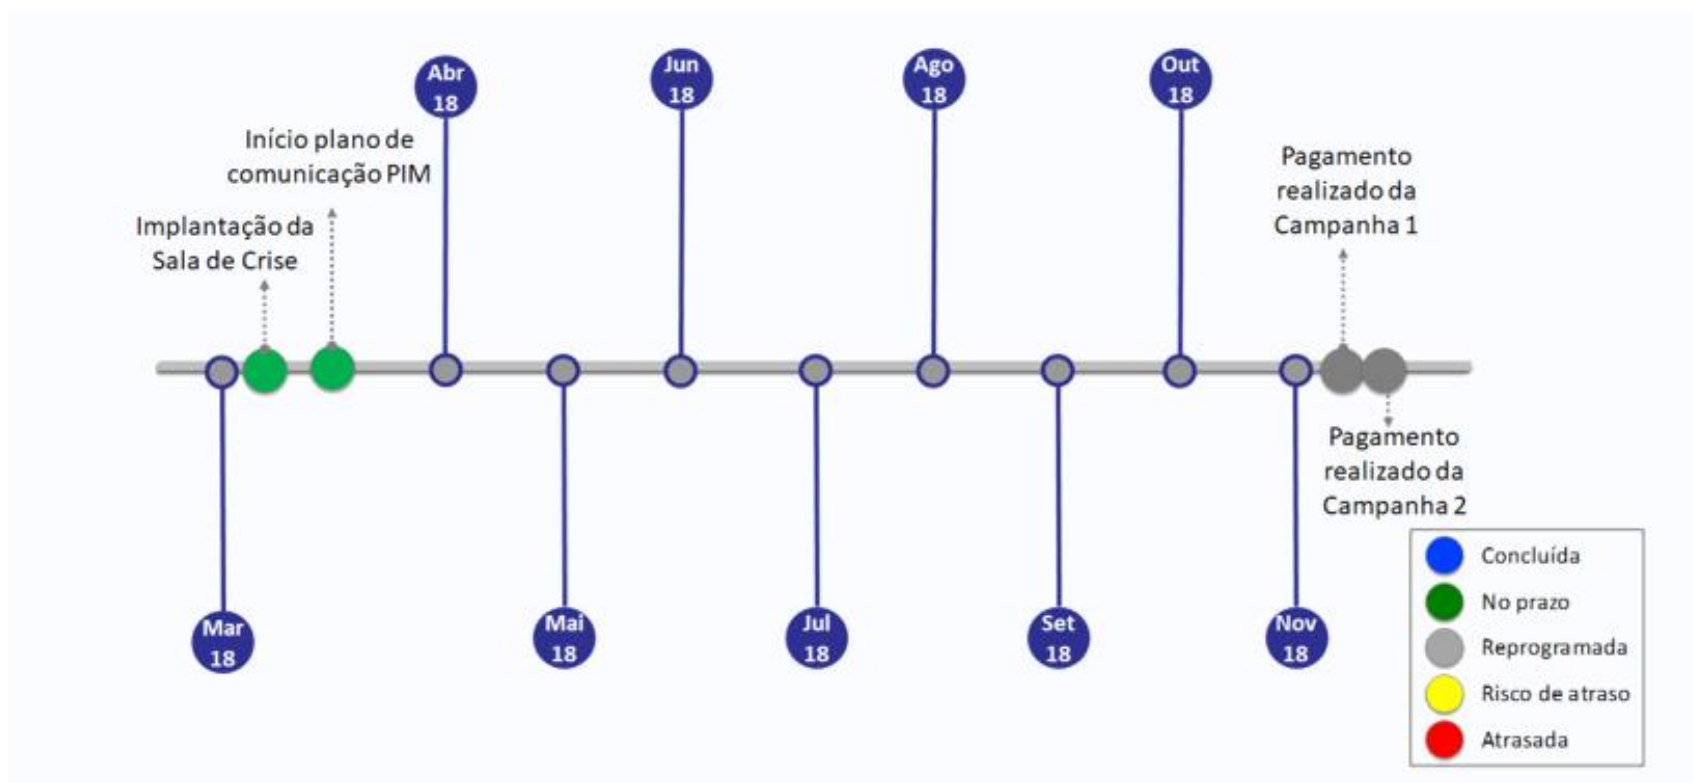 Abr
18
Jun
18
Ago
18
Out
18
Início plano de
comunicação PIM
Implantação da
Sala de Crise
Pagamento
realizado da
Campanha 1
Pagamento
realizado da
Campanha 2
Mar
18
Mai
18
Jul
18
Set
18
Nov
18
Concluída
No prazo
Reprogramada
Risco de atraso
Atrasada